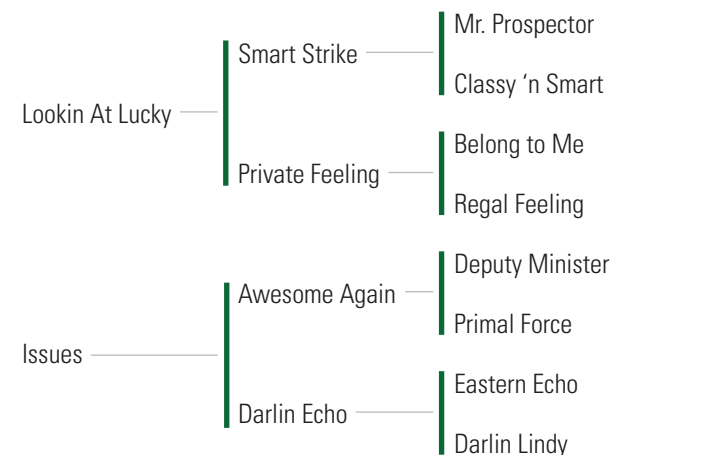 Mr. Prospector
Smart Strike
Classy ‘n Smart
Lookin At Lucky
Belong to Me
Private Feeling
Regal Feeling
Deputy Minister
Awesome Again
Primal Force
Issues
Eastern Echo
Darlin Echo
Darlin Lindy